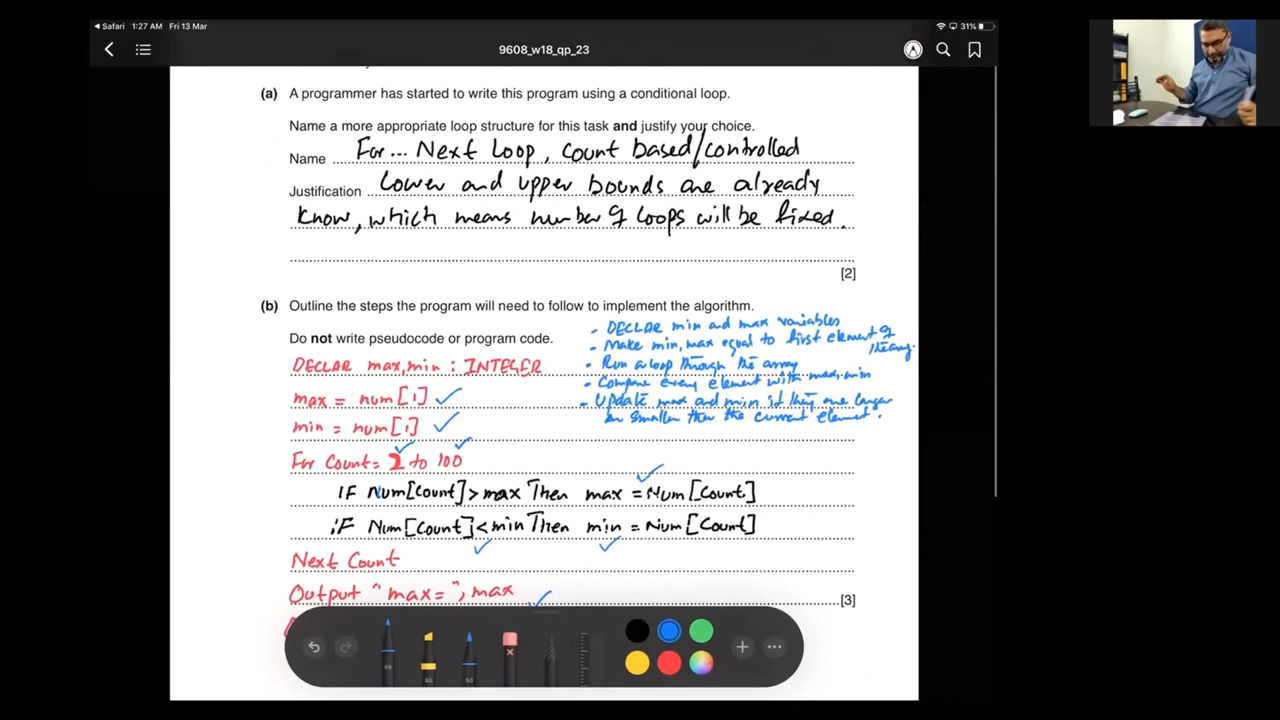 Safari 1:27 AM Fri 13 Mar
31%
9608_w18_qp_23
(a) A programmer has started to write this program using a conditional loop.
Name a more appropriate loop structure for this task and justify your choice.
Name For... Next Loop, count based/controlled
Justification Lower and upper bounds are already
know, which means number of loops will be fixed.
[2]
(b) Outline the steps the program will need to follow to implement the algorithm.
Do not write pseudocode or program code.
- DECLAR min and max variables
- Make min, max equal to first element of
the array.
- Run a loop through the array
- Compare every element with max, min
- Update max and min if they are larger
or smaller then the current element.
DECLAR max, min : INTEGER
max = num[1]
min = num[1]
For Count = 2 to 100
IF Num[Count] > max Then max = Num[Count]
if Num[Count] < min Then min = Num[Count]
Next Count
Output "max=", max
[3]